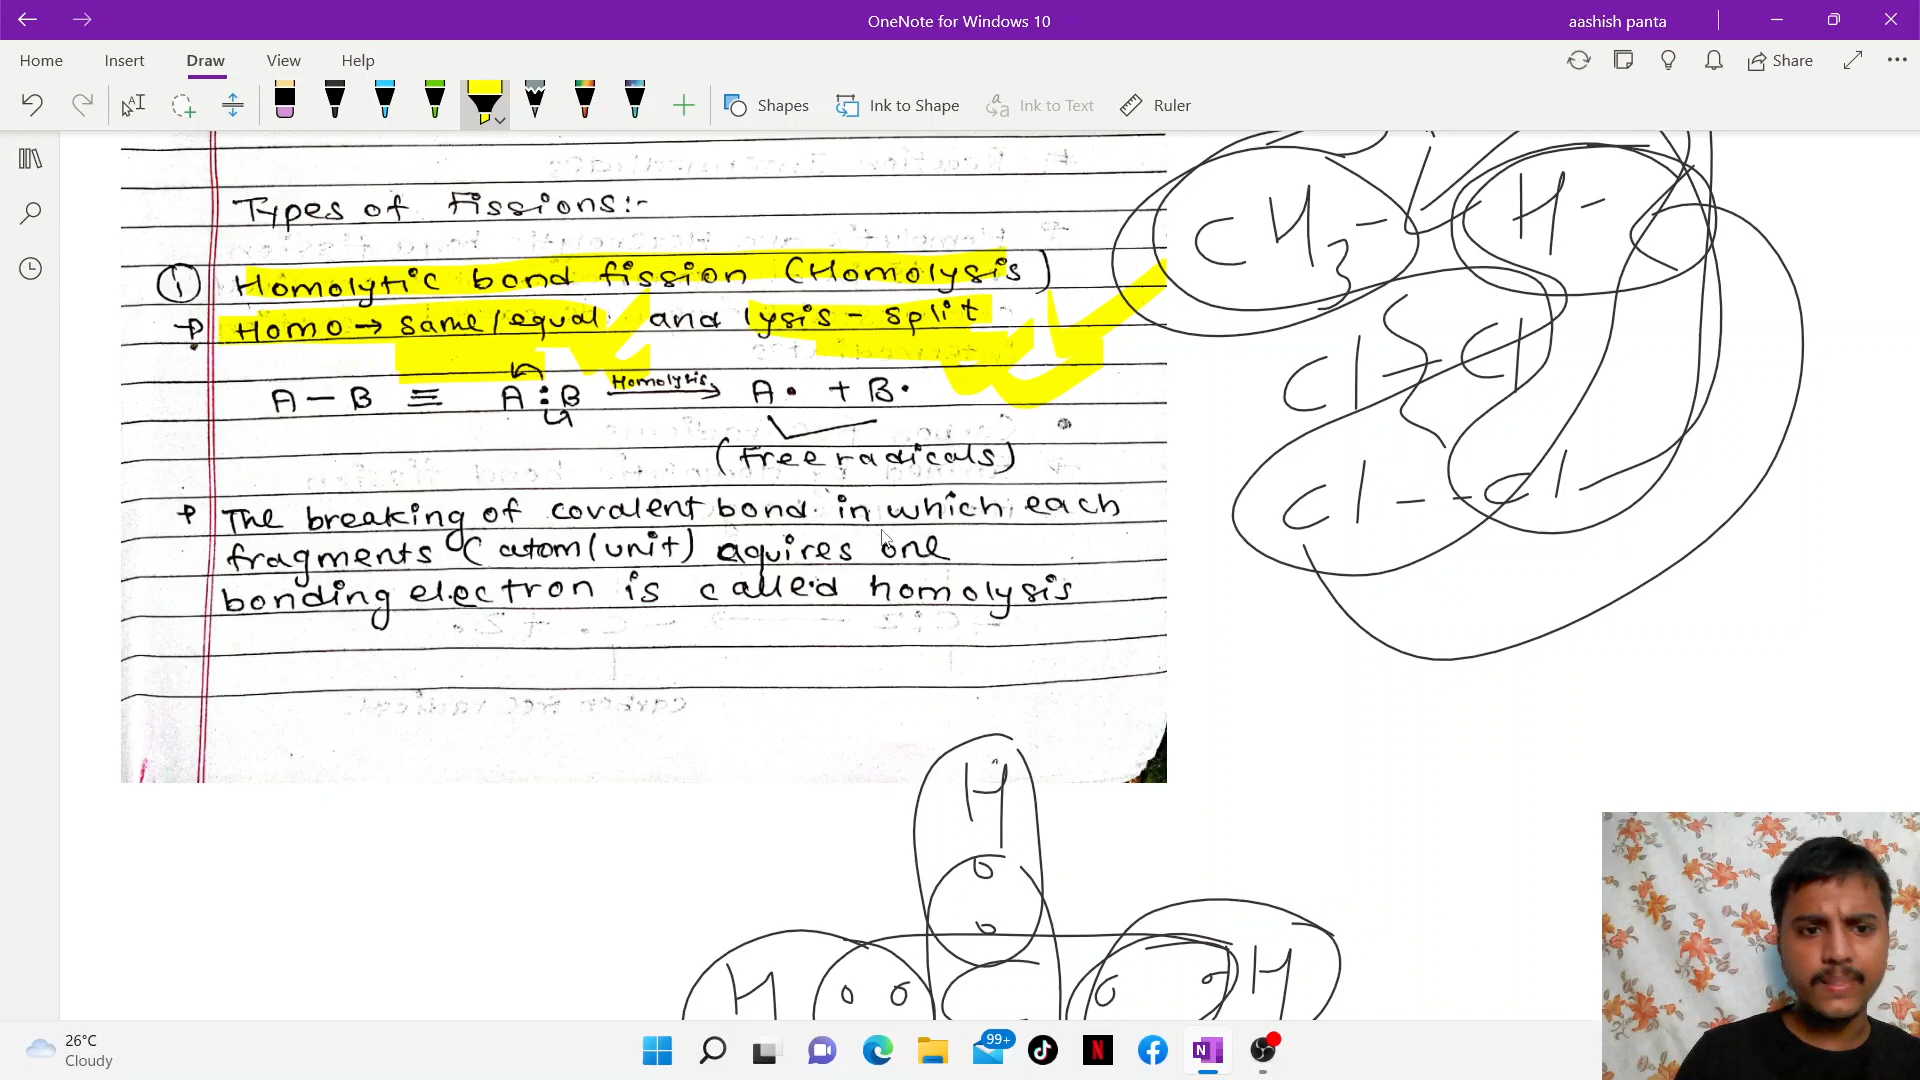 OneNote for Windows 10
aashish panta
Home Insert Draw View Help
Share
Shapes Ink to Shape Ink to Text Ruler
Types of Fissions:-
① Homolytic bond fission (Homolysis)
Homo → same/equal and lysis - split
A — B ≡ A : B Homolysis → A• + B•
(free radicals)
The breaking of covalent bond in which each
fragments (atom/unit) aquires one
bonding electron is called homolysis
CH3 - H -
Cl - Cl
Cl - - Cl -
H
H H
26°C
Cloudy
99+